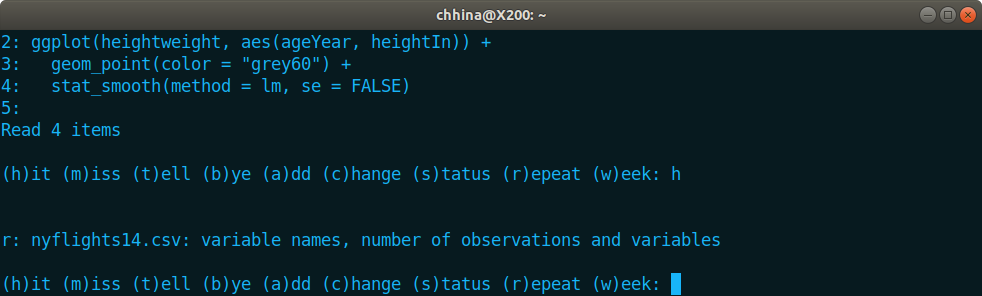 chhina@X200: ~
2: ggplot(heightweight, aes(ageYear, heightIn)) +
3:   geom_point(color = "grey60") +
4:   stat_smooth(method = lm, se = FALSE)
5:
Read 4 items
(h)it (m)iss (t)ell (b)ye (a)dd (c)hange (s)tatus (r)epeat (w)eek: h
r: nyflights14.csv: variable names, number of observations and variables
(h)it (m)iss (t)ell (b)ye (a)dd (c)hange (s)tatus (r)epeat (w)eek: